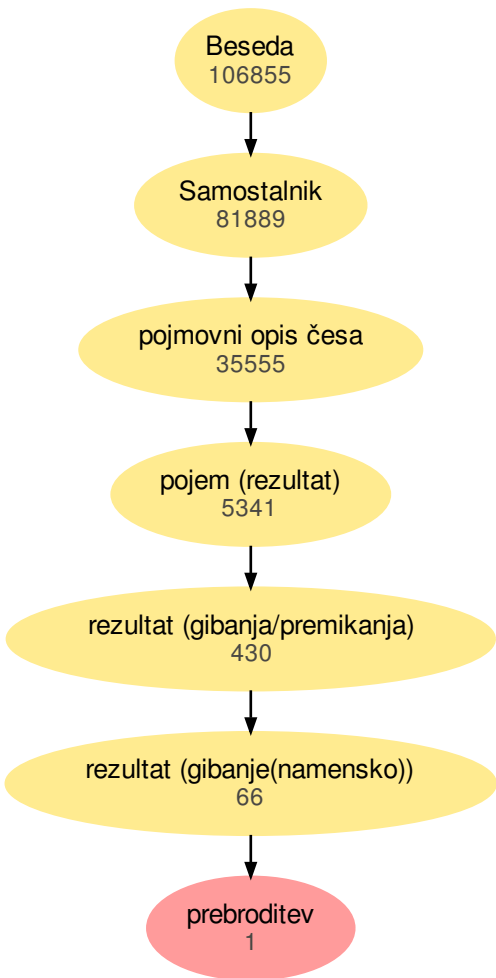 Beseda
106855
Samostalnik
81889
pojmovni opis česa
35555
pojem (rezultat)
5341
rezultat (gibanja/premikanja)
430
rezultat (gibanje(namensko))
66
prebroditev
1